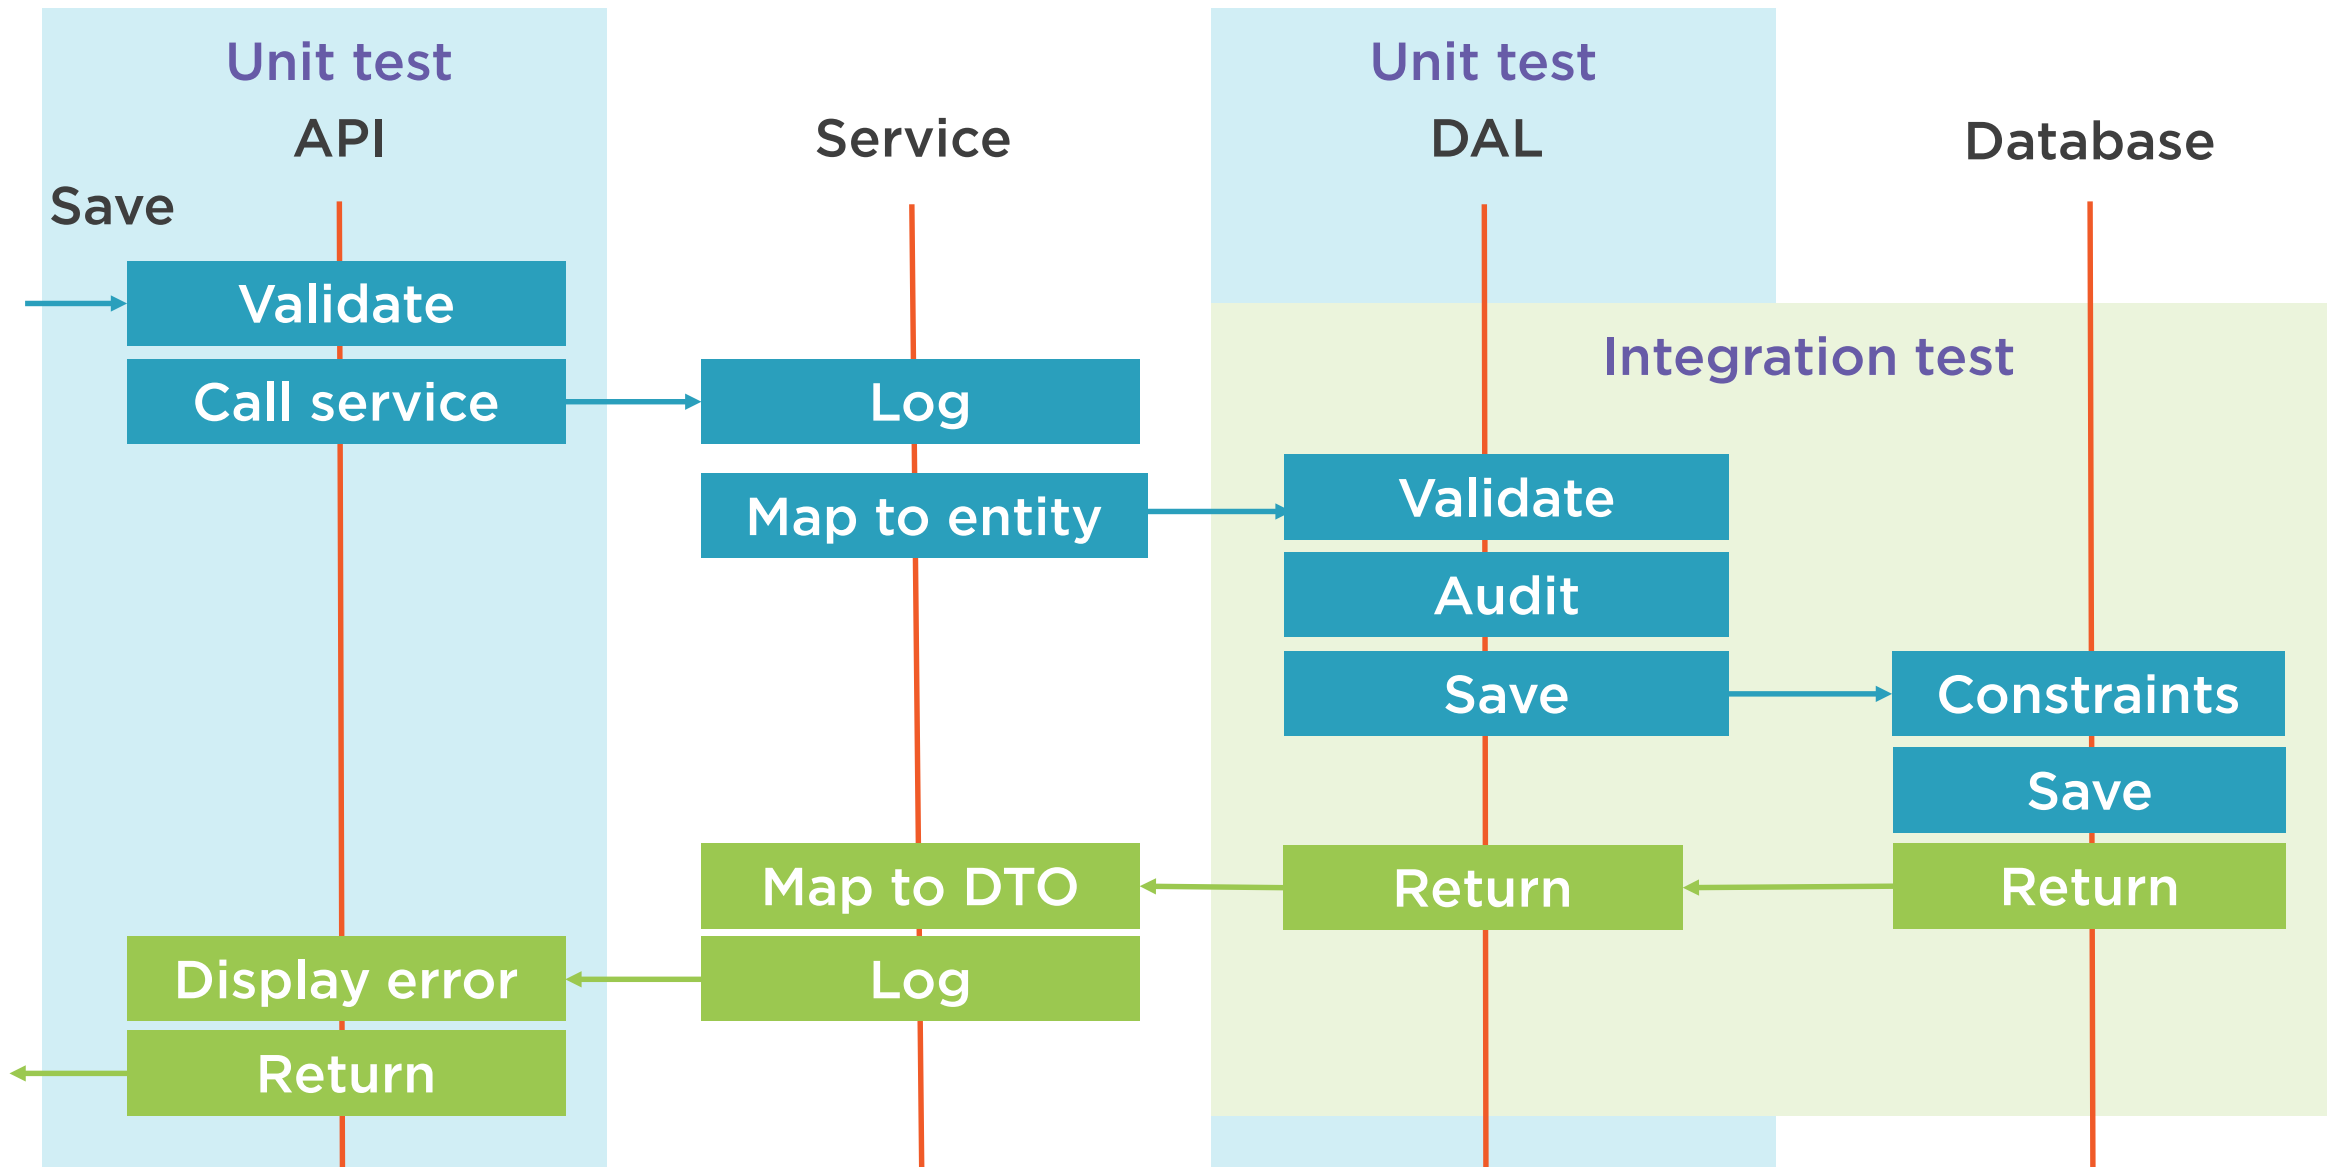 Unit test
Unit test
API
Service
DAL
Database
Save
Validate
Integration test
Call service
Log
Validate
Map to entity
Audit
Save
Constraints
Save
Map to DTO
Return
Return
Display error
Log
Return